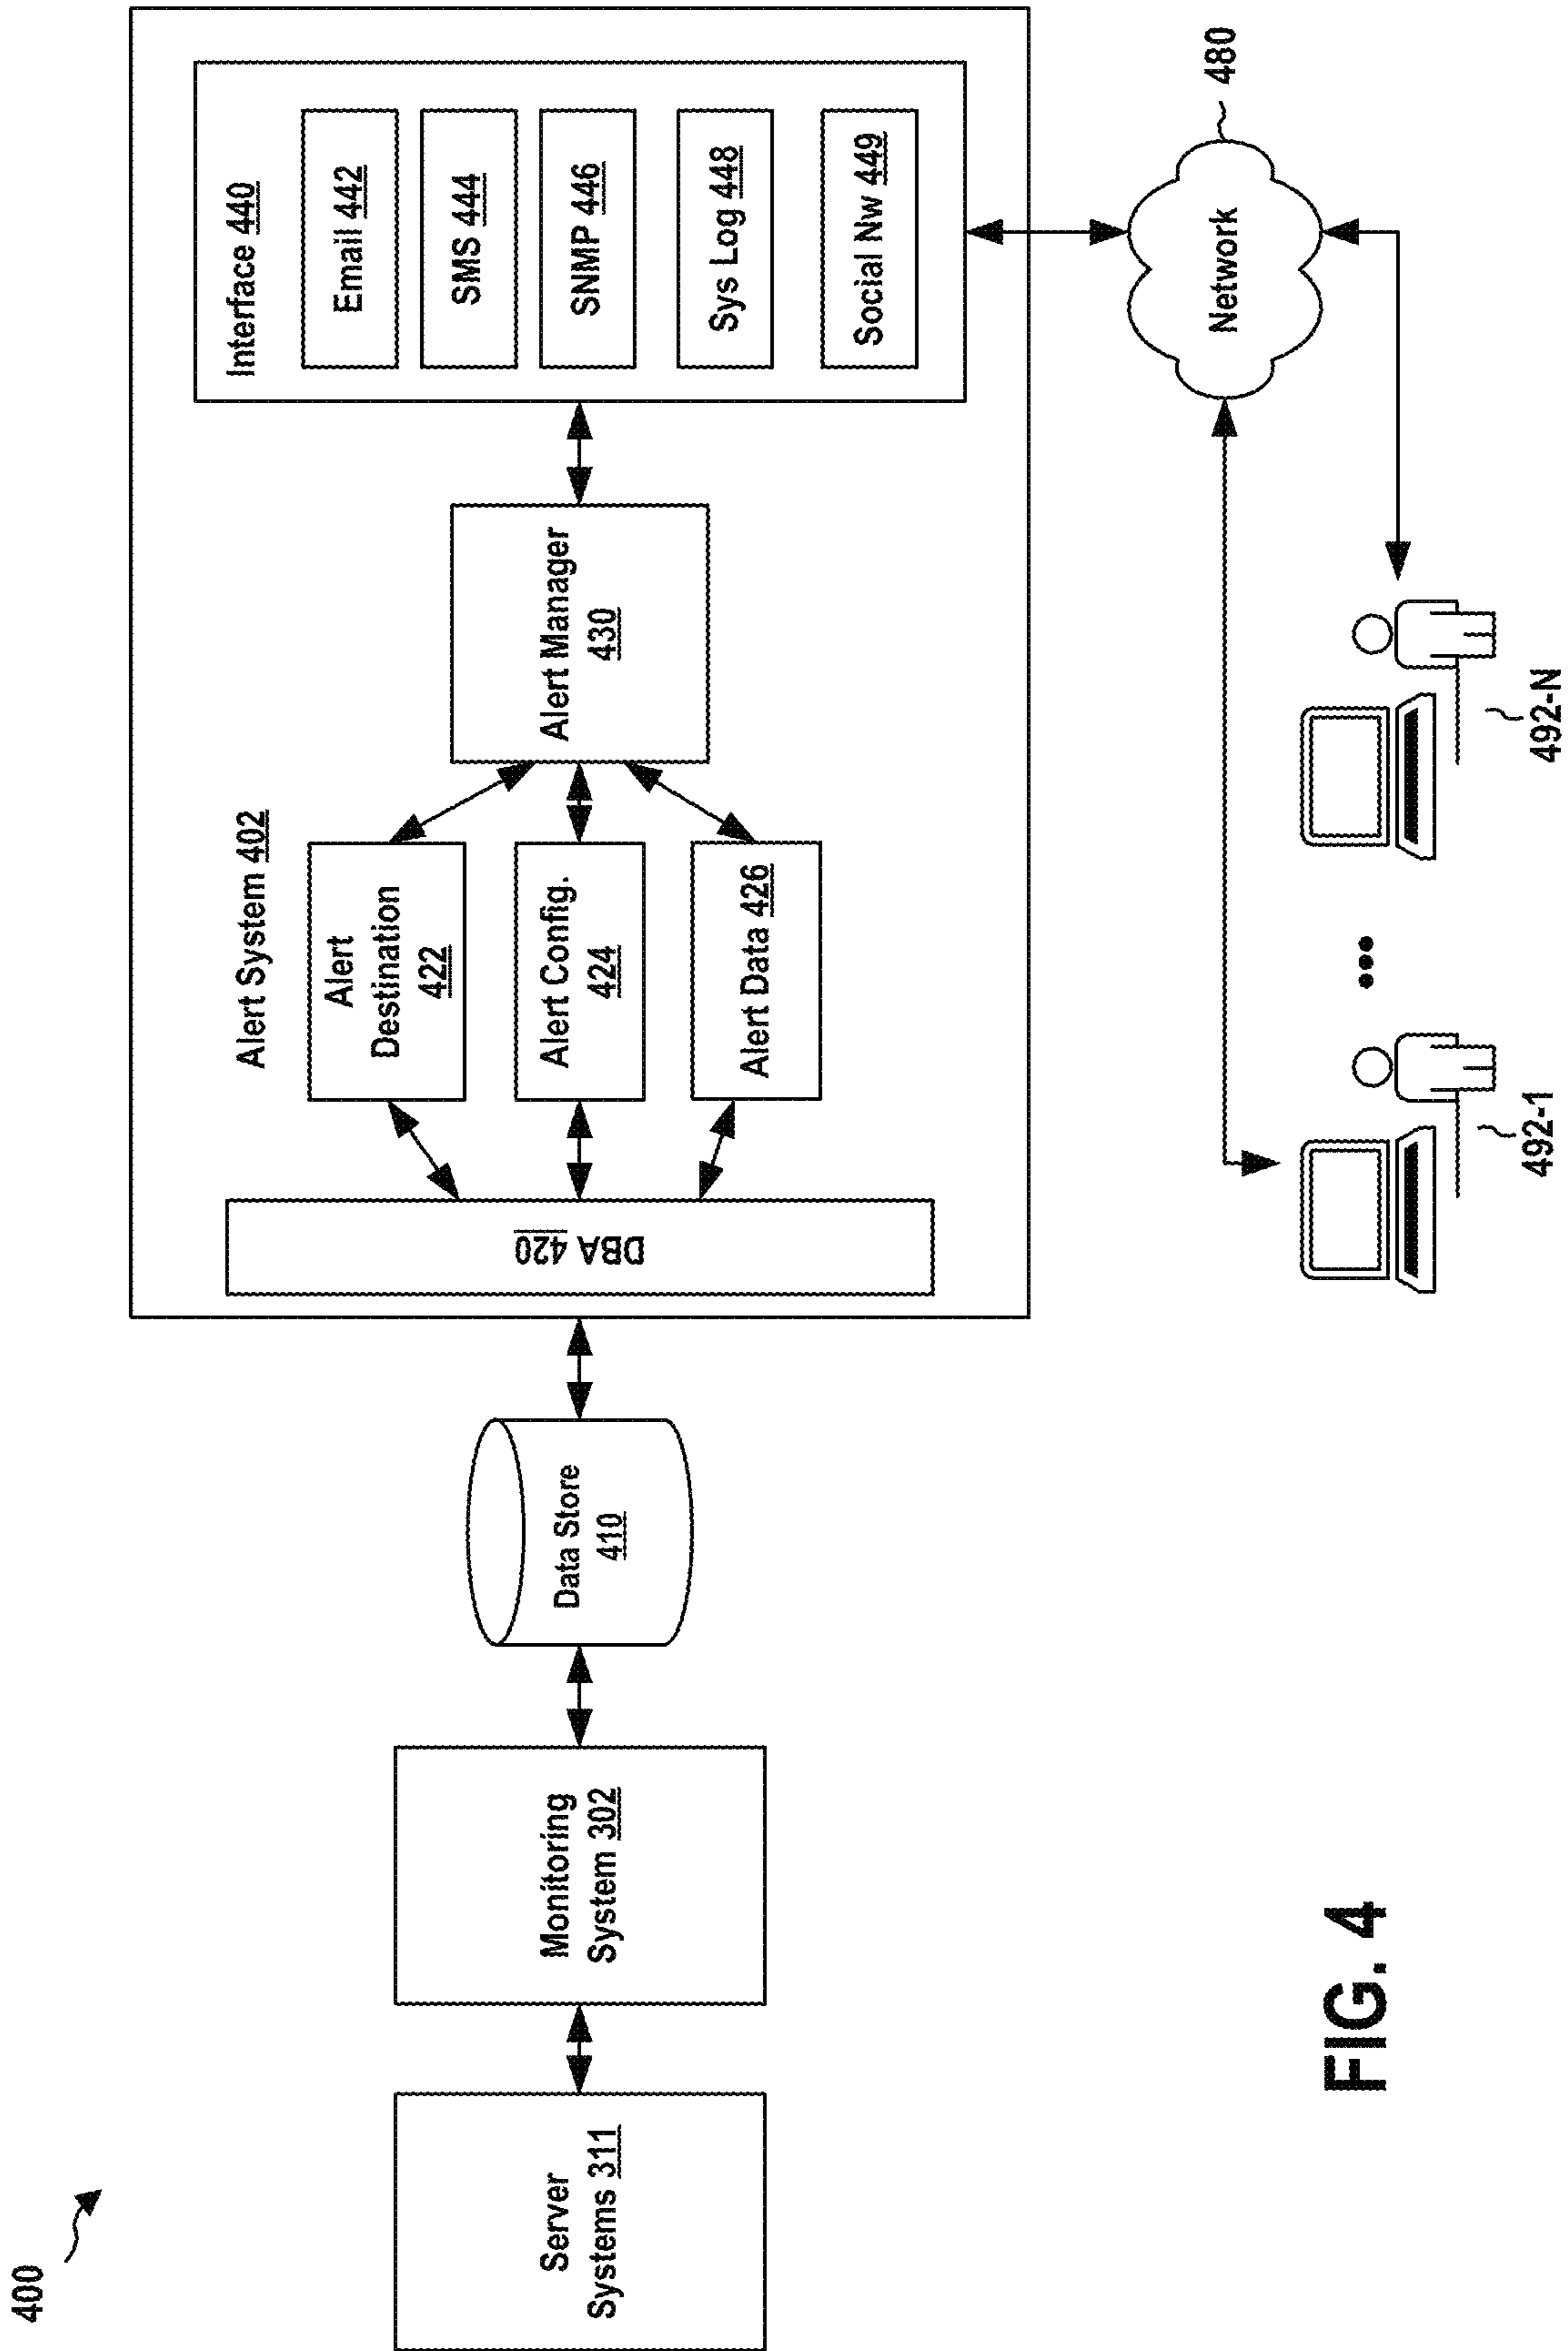 400
Server
Systems 311
Monitoring
System 302
Data Store
410
Alert System 402
DBA 420
Alert
Destination
422
Alert Config.
424
Alert Data 426
Alert Manager
430
Interface 440
Email 442
SMS 444
SNMP 446
Sys Log 448
Social Nw 449
Network
480
492-1
492-N
FIG. 4